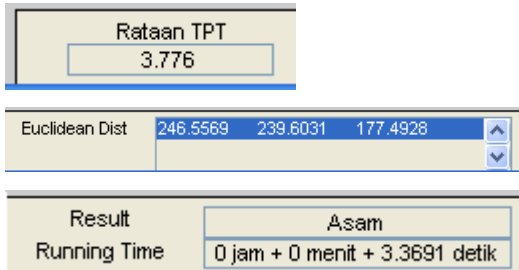 Rataan TPT
3.776
Euclidean Dist 246.5569 239.6031 177.4928
Result Asam
Running Time 0 jam + 0 menit + 3.3691 detik